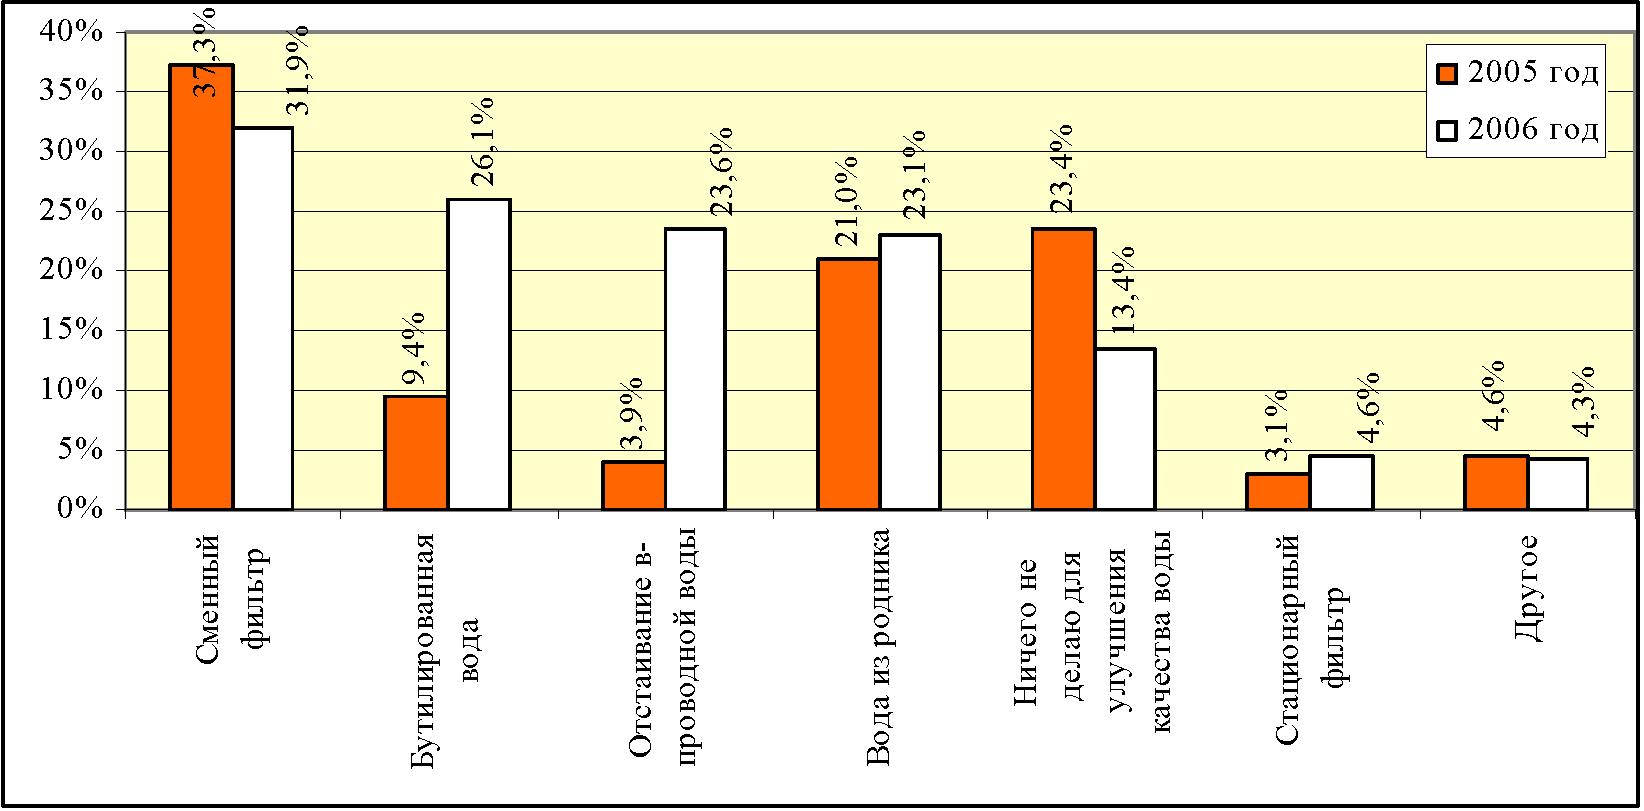 40%
35%
30%
25%
20%
15%
10%
5%
0%
37,3%
31,9%
9,4%
26,1%
3,9%
23,6%
21,0%
23,1%
23,4%
13,4%
3,1%
4,6%
4,6%
4,3%
2005 год
2006 год
Сменный
фильтр
Бутилированная
вода
Отстаивание в-
проводной воды
Вода из родника
Ничего не
делаю для
улучшения
качества воды
Стационарный
фильтр
Другое